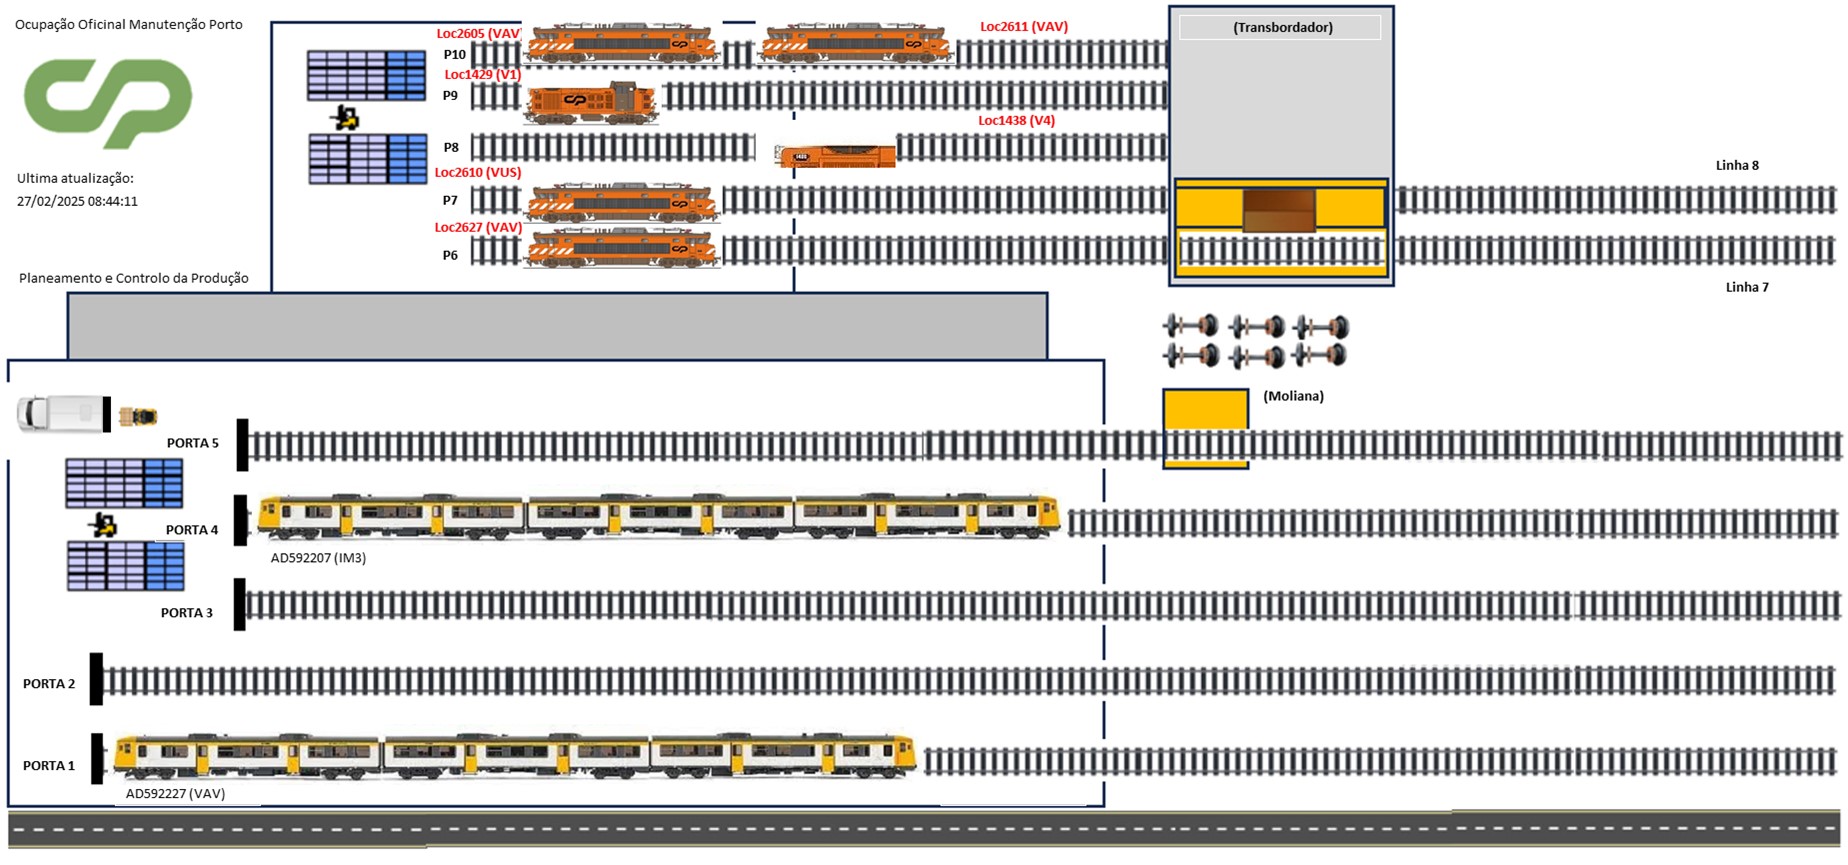 Ocupação Oficinal Manutenção Porto
CP
Ultima atualização:
27/02/2025 08:44:11
Planeamento e Controlo da Produção
Loc2605 (VAV)
Loc2611 (VAV)
P10
Loc1429 (V1)
P9
Loc1438 (V4)
P8
Loc2610 (VUS)
P7
Loc2627 (VAV)
P6
(Transbordador)
Linha 8
Linha 7
(Moliana)
PORTA 5
PORTA 4
AD592207 (IM3)
PORTA 3
PORTA 2
PORTA 1
AD592227 (VAV)